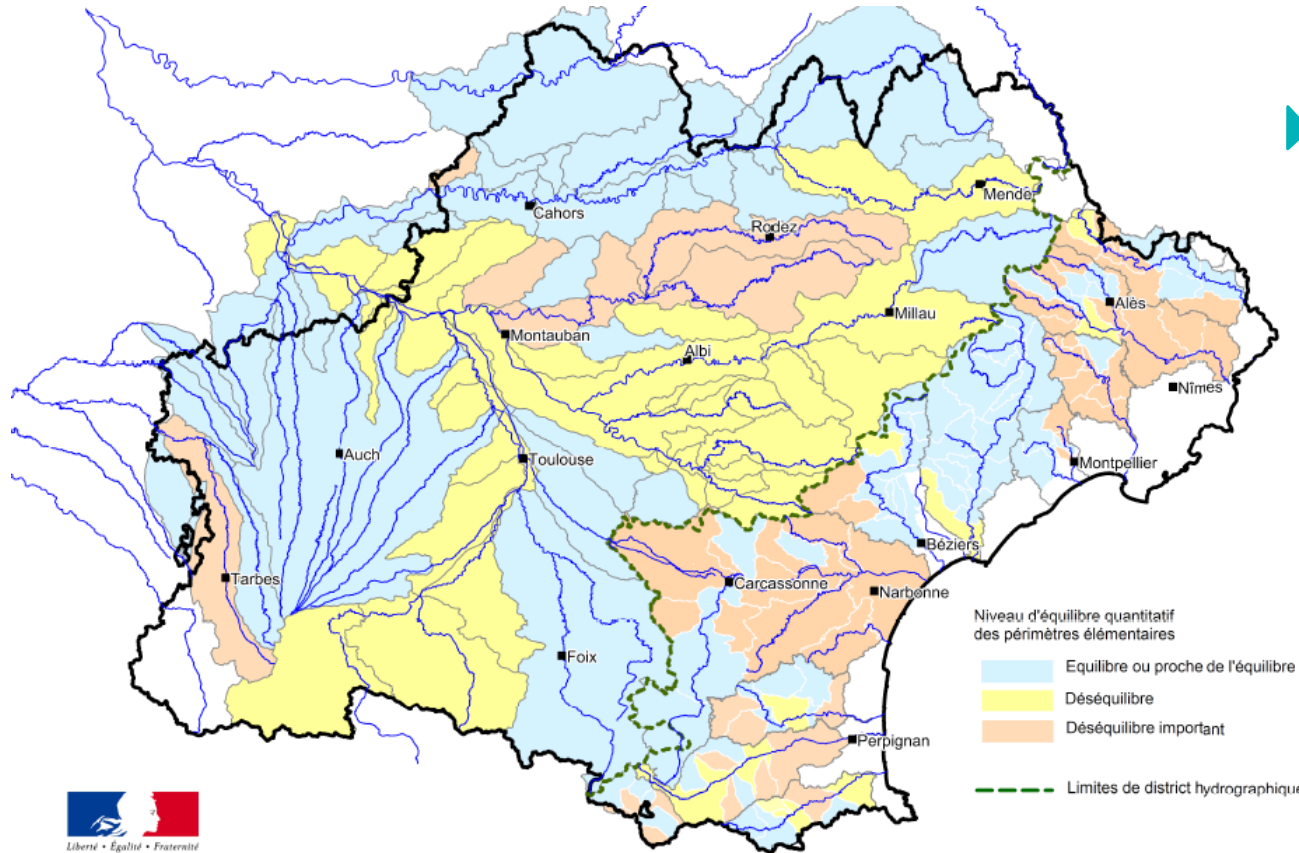 Mende
Cahors
Rodez
Alès
Millau
Montauban
Albi
Nîmes
Auch
Toulouse
Montpellier
Béziers
Tarbes
Carcassonne
Narbonne
Foix
Perpignan
Niveau d'équilibre quantitatif
des périmètres élémentaires
Equilibre ou proche de l'équilibre
Déséquilibre
Déséquilibre important
Limites de district hydrographique
Liberté • Égalité • Fraternité